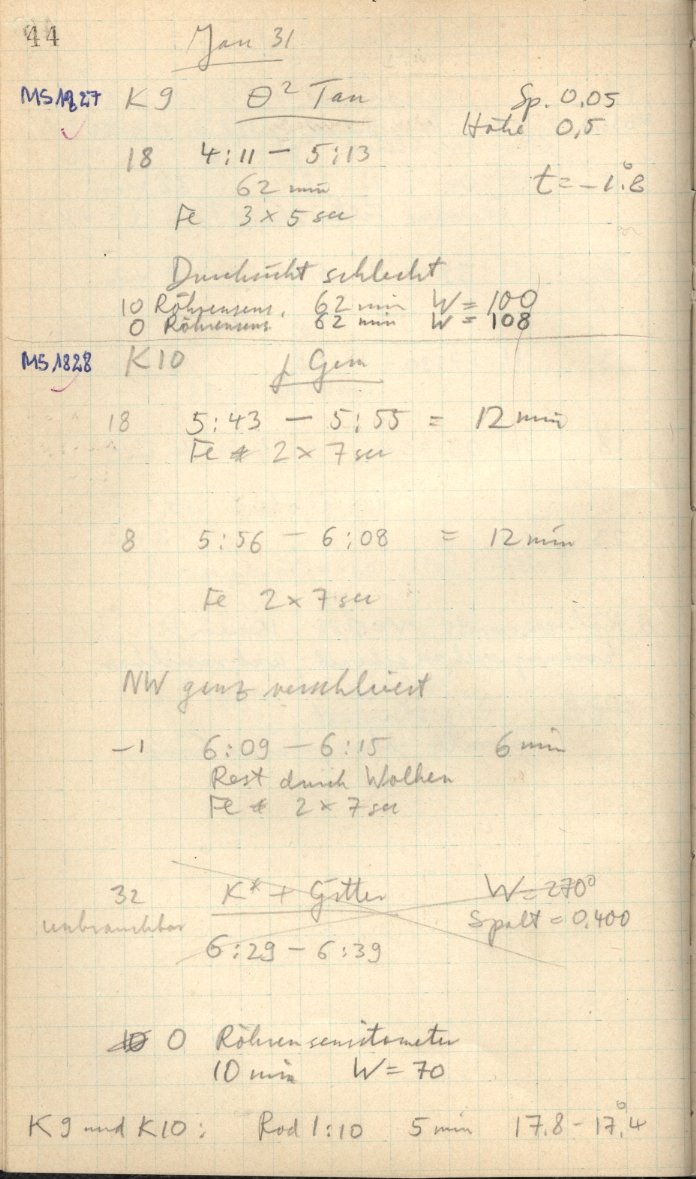 44
Jan 31
MS1827 K9 Θ² Tau Sp. 0,05
Höhe 0,5
18 4:11 – 5:13
62 min t = –1.°8
Fe 3 × 5 sec
Durchsicht schlecht
10 Röhrensens. 62 min W = 100
0 Röhrensens 62 min W = 108
MS1828 K10 Gem
18 5:43 – 5:55 = 12 min
Fe 2 × 7 sec
8 5:56 – 6:08 = 12 min
Fe 2 × 7 sec
NW ganz verschliert
–1 6:09 – 6:15 6 min
Rest durch Wolken
Fe 2 × 7 sec
32 K* + Gitter W = 270°
unbrauchbar Spalt = 0,400
6:29 – 6:39
0 Röhrensensitometer
10 min W = 70
K9 und K10: Rod 1:10 5 min 17.8 – 17.°4